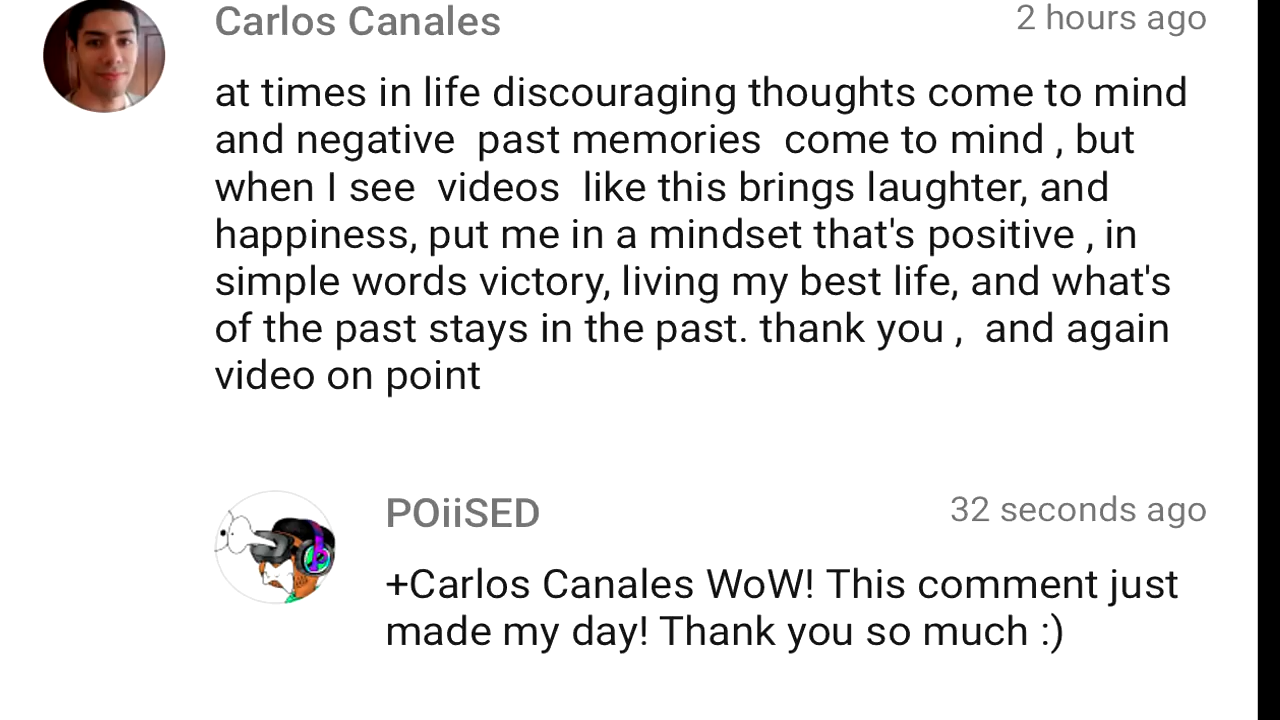 Carlos Canales 2 hours ago
at times in life discouraging thoughts come to mind
and negative  past memories  come to mind , but
when I see  videos  like this brings laughter, and
happiness, put me in a mindset that's positive , in
simple words victory, living my best life, and what's
of the past stays in the past. thank you ,  and again
video on point
POiiSED 32 seconds ago
+Carlos Canales WoW! This comment just
made my day! Thank you so much :)